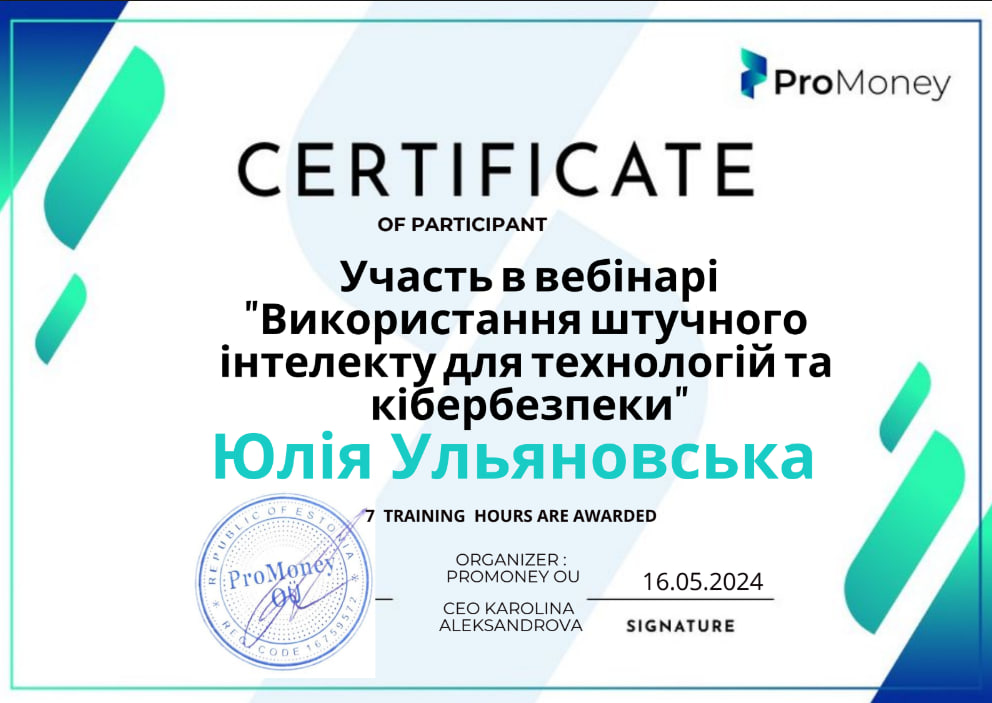 ProMoney
CERTIFICATE
OF PARTICIPANT
Участь в вебінарі
"Використання штучного
інтелекту для технологій та
кібербезпеки"
Юлія Ульяновська
7 TRAINING HOURS ARE AWARDED
REPUBLIC OF ESTONIA
ProMoney
OÜ
REG CODE 16759572
ORGANIZER :
PROMONEY OU
CEO KAROLINA
ALEKSANDROVA
16.05.2024
SIGNATURE